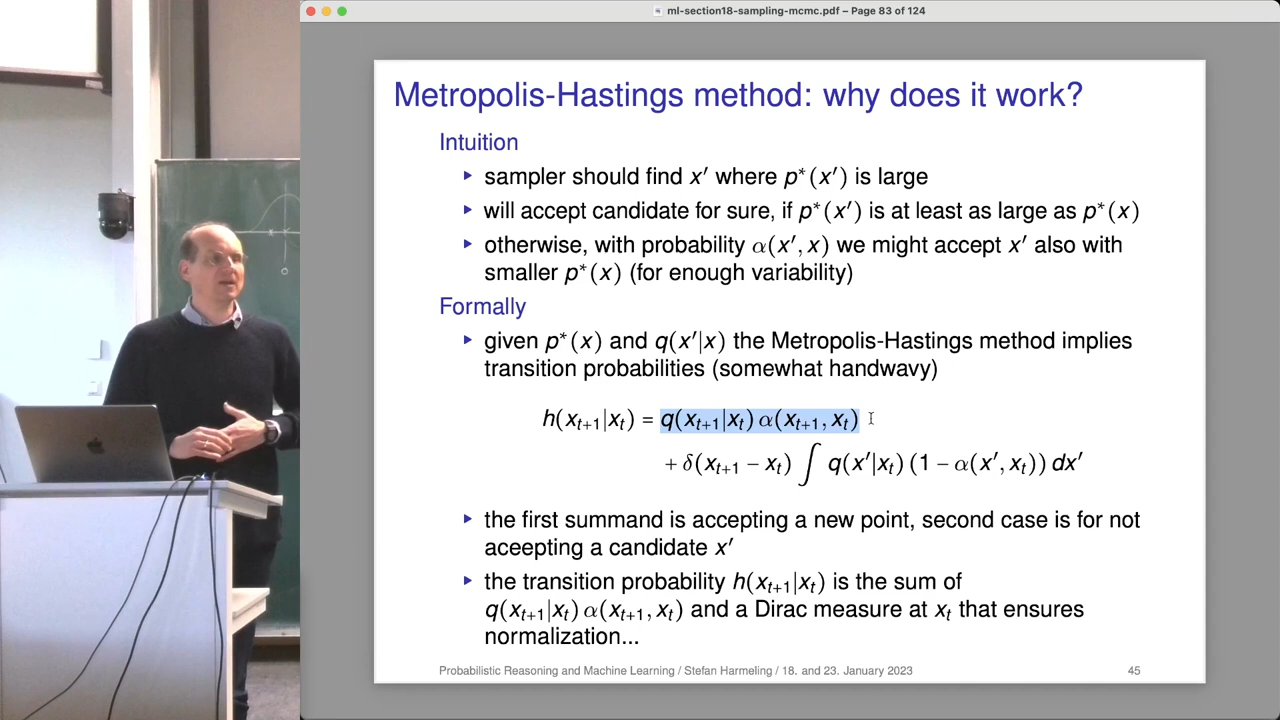 ml-section18-sampling-mcmc.pdf – Page 83 of 124
Metropolis-Hastings method: why does it work?
Intuition
▸ sampler should find x′ where p*(x′) is large
▸ will accept candidate for sure, if p*(x′) is at least as large as p*(x)
▸ otherwise, with probability α(x′, x) we might accept x′ also with
smaller p*(x) (for enough variability)
Formally
▸ given p*(x) and q(x′|x) the Metropolis-Hastings method implies
transition probabilities (somewhat handwavy)
h(xₜ₊₁|xₜ) = q(xₜ₊₁|xₜ) α(xₜ₊₁, xₜ)
+ δ(xₜ₊₁ − xₜ) ∫ q(x′|xₜ) (1 − α(x′, xₜ)) dx′
▸ the first summand is accepting a new point, second case is for not
aceepting a candidate x′
▸ the transition probability h(xₜ₊₁|xₜ) is the sum of
q(xₜ₊₁|xₜ) α(xₜ₊₁, xₜ) and a Dirac measure at xₜ that ensures
normalization...
Probabilistic Reasoning and Machine Learning / Stefan Harmeling / 18. and 23. January 2023 45